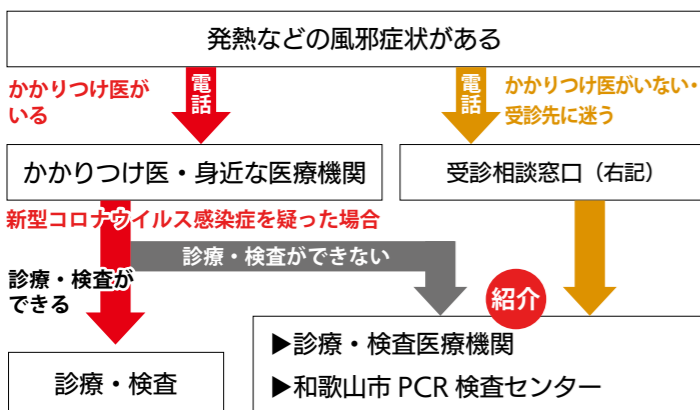 発熱などの風邪症状がある
かかりつけ医が
いる
電話
電話
かかりつけ医がいない・
受診先に迷う
かかりつけ医・身近な医療機関
受診相談窓口（右記）
新型コロナウイルス感染症を疑った場合
診療・検査ができない
診療・検査が
できる
紹介
診療・検査
▶診療・検査医療機関
▶和歌山市 PCR 検査センター